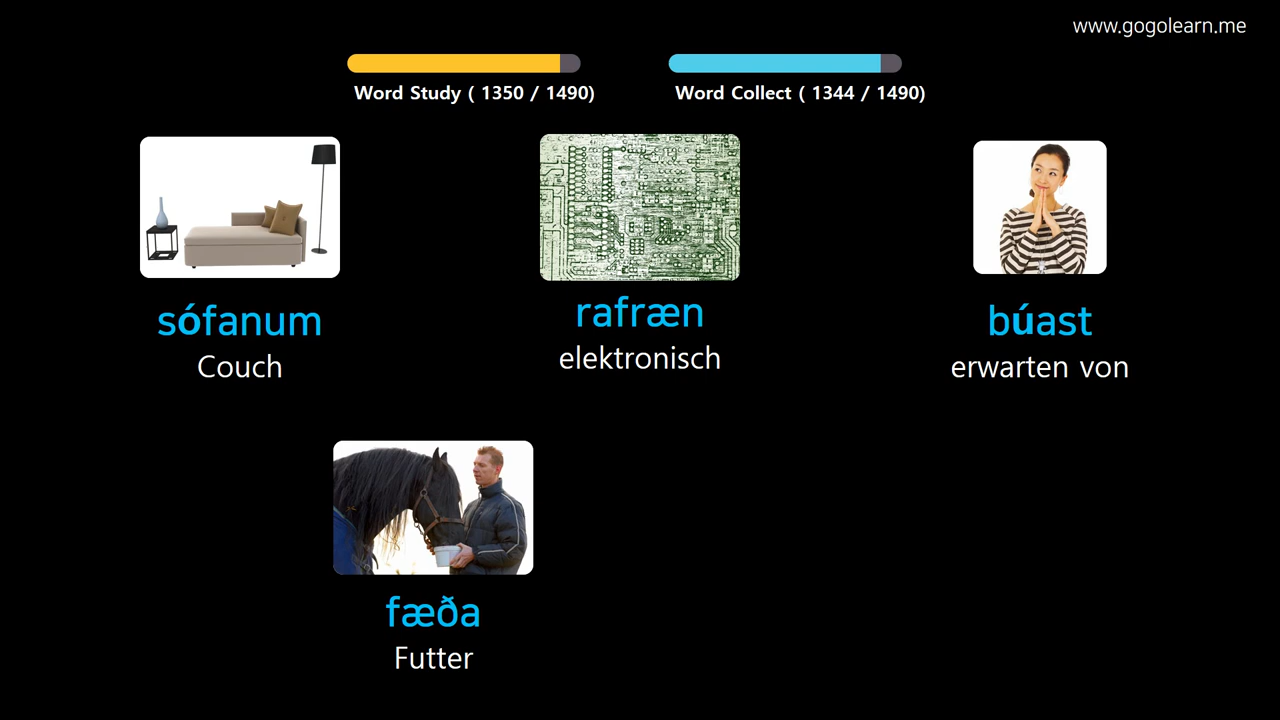 www.gogolearn.me
Word Study ( 1350 / 1490)
Word Collect ( 1344 / 1490)
sófanum
Couch
rafræn
elektronisch
búast
erwarten von
fæða
Futter